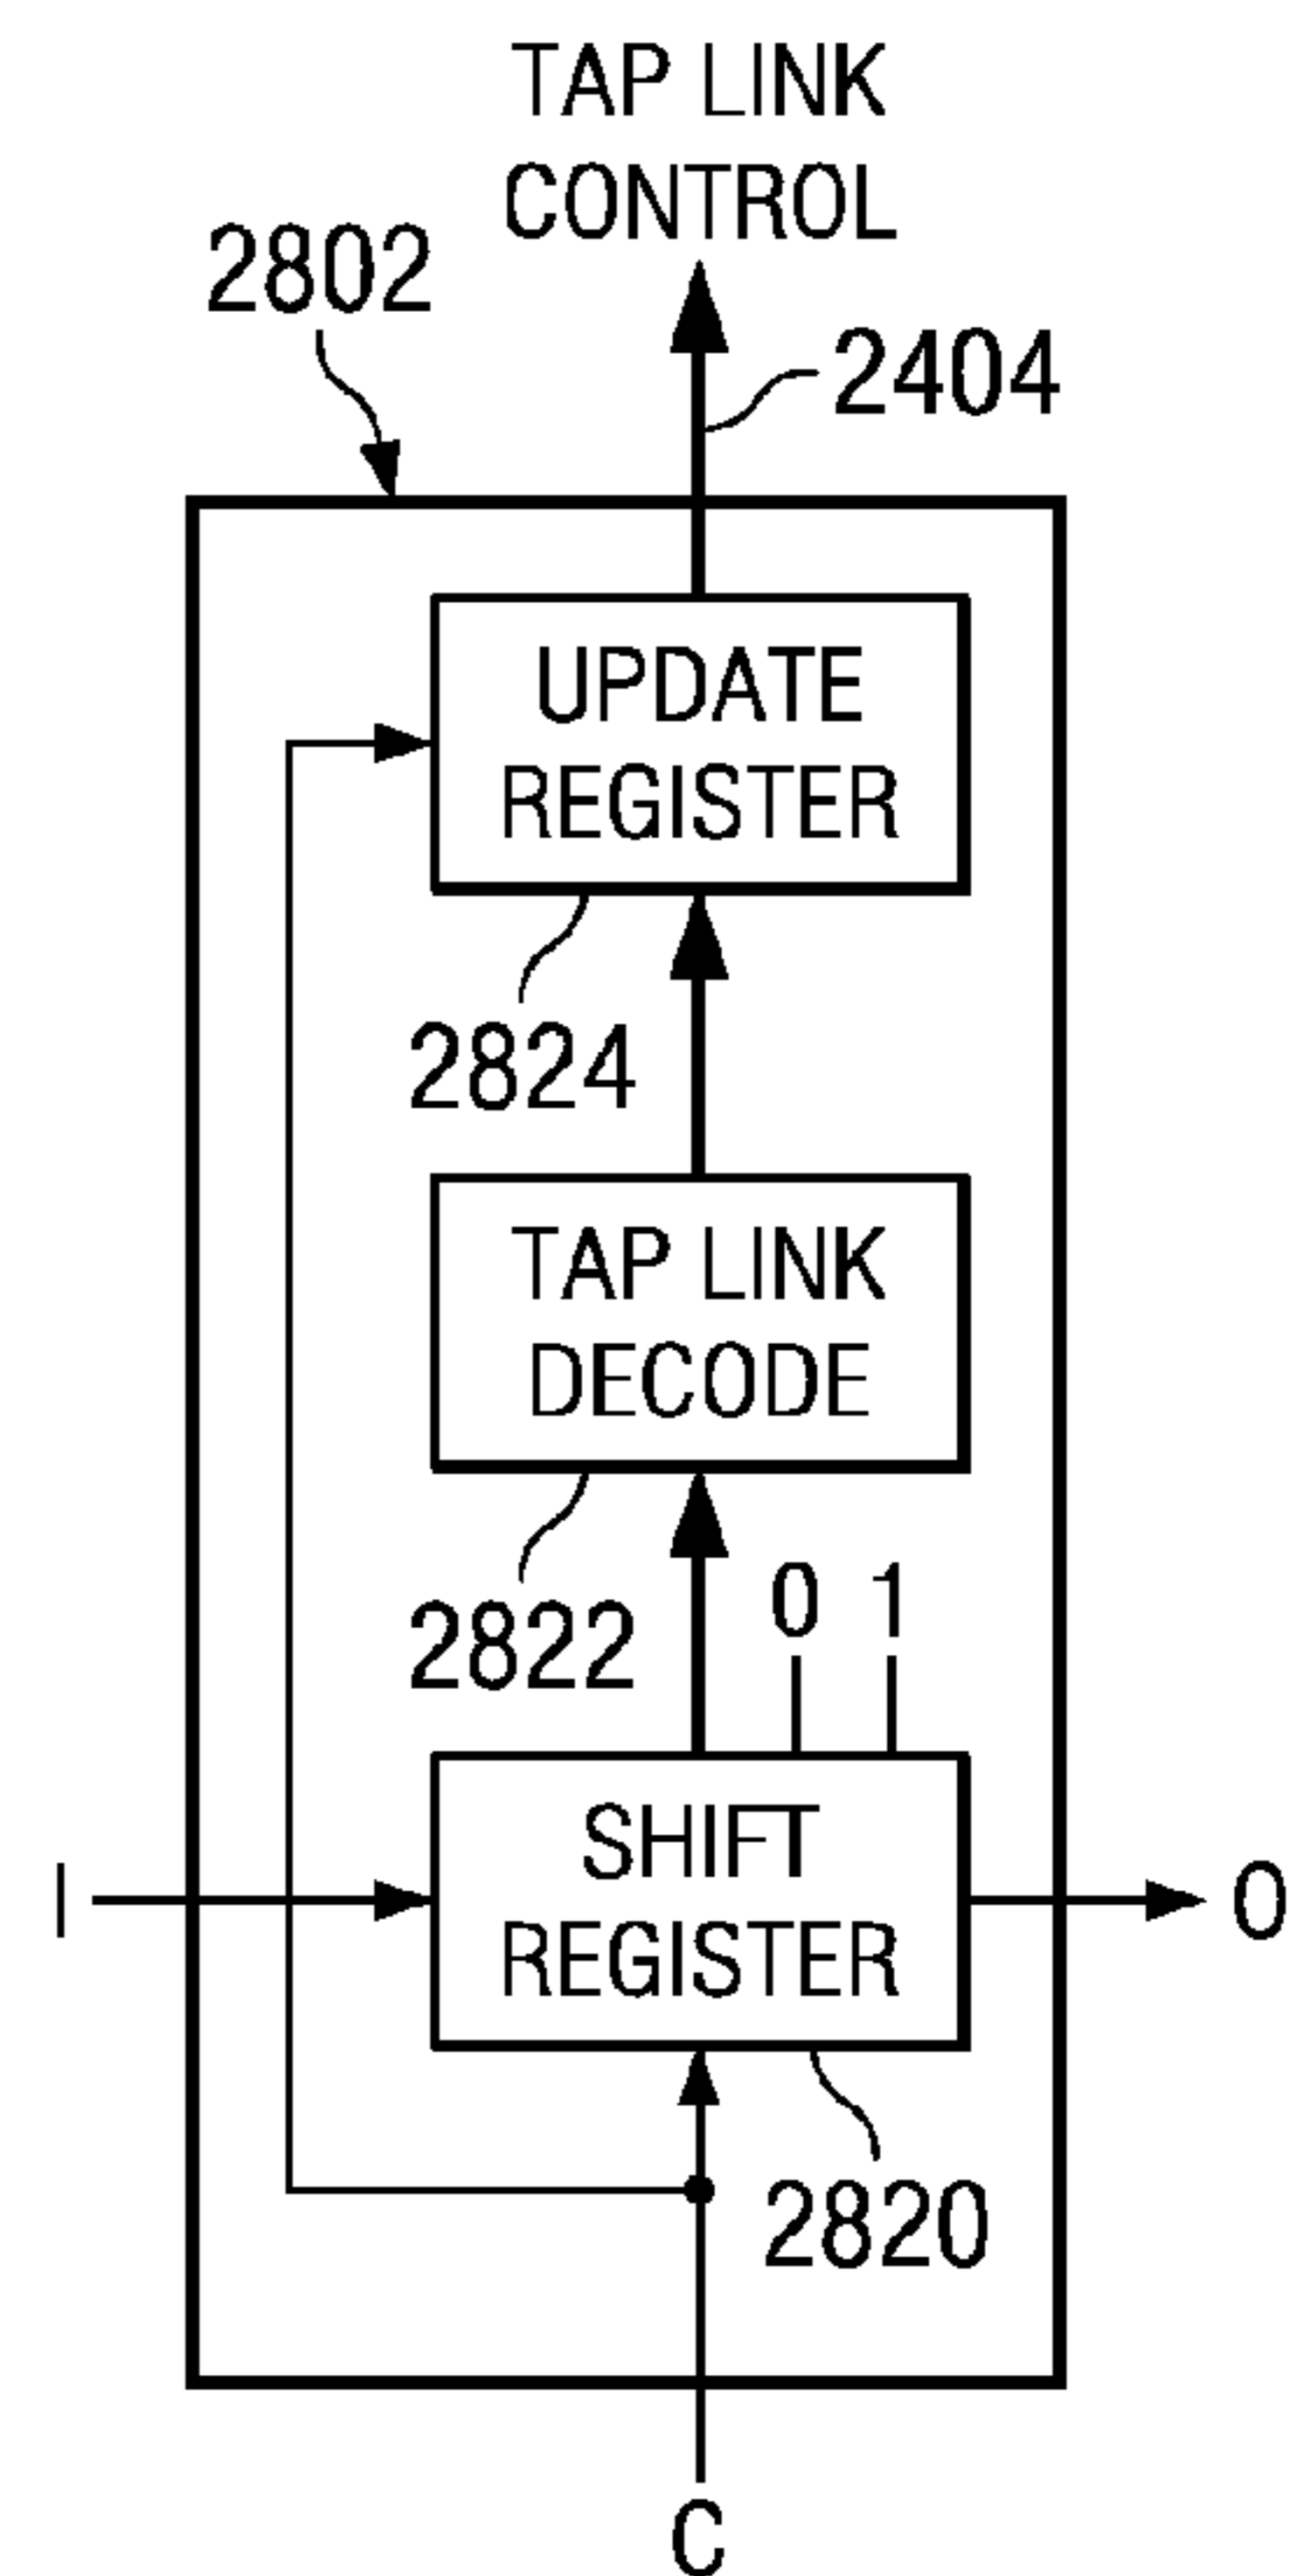 TAP LINK
CONTROL
2802
2404
UPDATE
REGISTER
2824
TAP LINK
DECODE
2822
0 1
SHIFT
REGISTER
I
O
2820
C